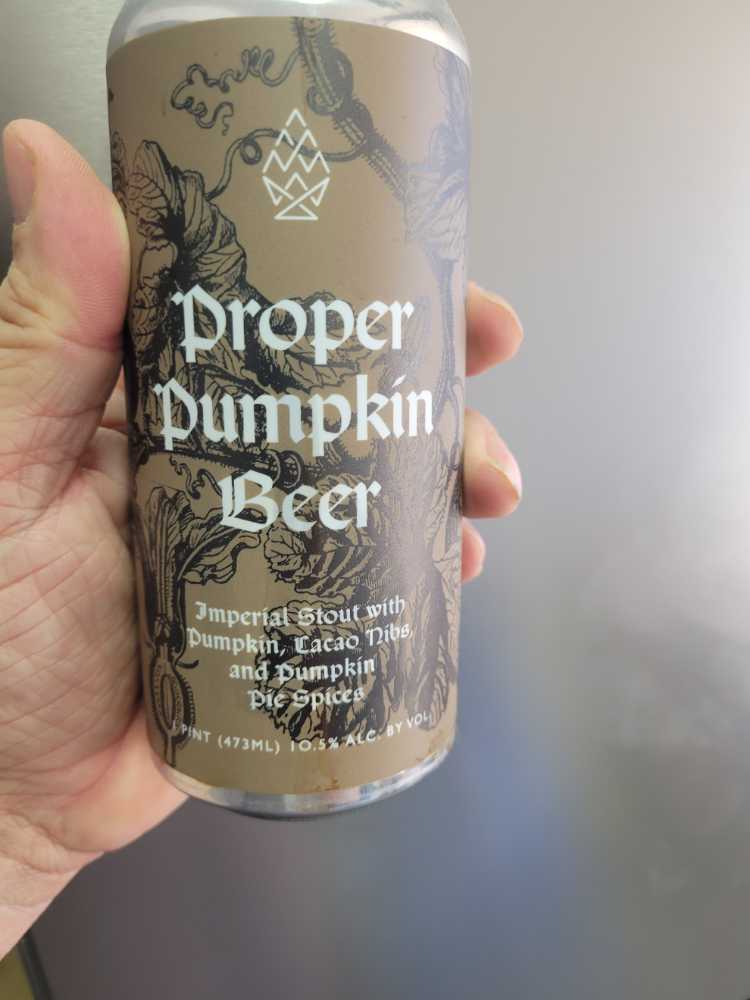 Proper
Pumpkin
Beer
Imperial Stout with
Pumpkin, Cacao Nibs,
and Pumpkin
Pie Spices
1 PINT (473ML) 10.5% ALC. BY VOL.